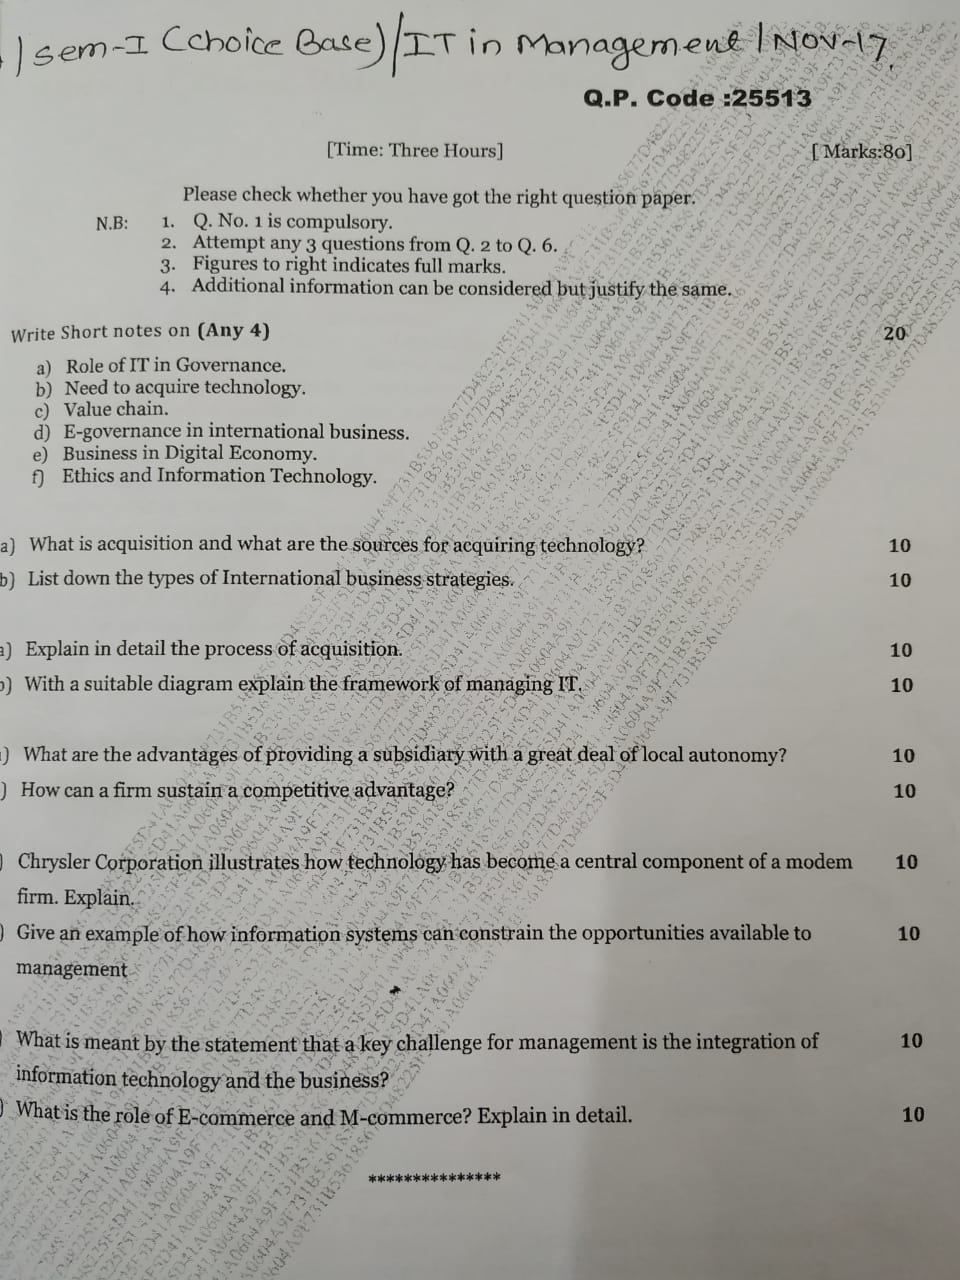 / sem-I (choice Base)/IT in Management / NOV-17.
Q.P. Code :25513
[Time: Three Hours] [ Marks:80]
Please check whether you have got the right question paper.
N.B: 1. Q. No. 1 is compulsory.
2. Attempt any 3 questions from Q. 2 to Q. 6.
3. Figures to right indicates full marks.
4. Additional information can be considered but justify the same.
Write Short notes on (Any 4) 20
a) Role of IT in Governance.
b) Need to acquire technology.
c) Value chain.
d) E-governance in international business.
e) Business in Digital Economy.
f) Ethics and Information Technology.
a) What is acquisition and what are the sources for acquiring technology? 10
b) List down the types of International business strategies. 10
a) Explain in detail the process of acquisition. 10
b) With a suitable diagram explain the framework of managing IT. 10
) What are the advantages of providing a subsidiary with a great deal of local autonomy? 10
) How can a firm sustain a competitive advantage? 10
) Chrysler Corporation illustrates how technology has become a central component of a modem 10
firm. Explain.
) Give an example of how information systems can constrain the opportunities available to 10
management
) What is meant by the statement that a key challenge for management is the integration of 10
information technology and the business?
) What is the role of E-commerce and M-commerce? Explain in detail. 10
***************